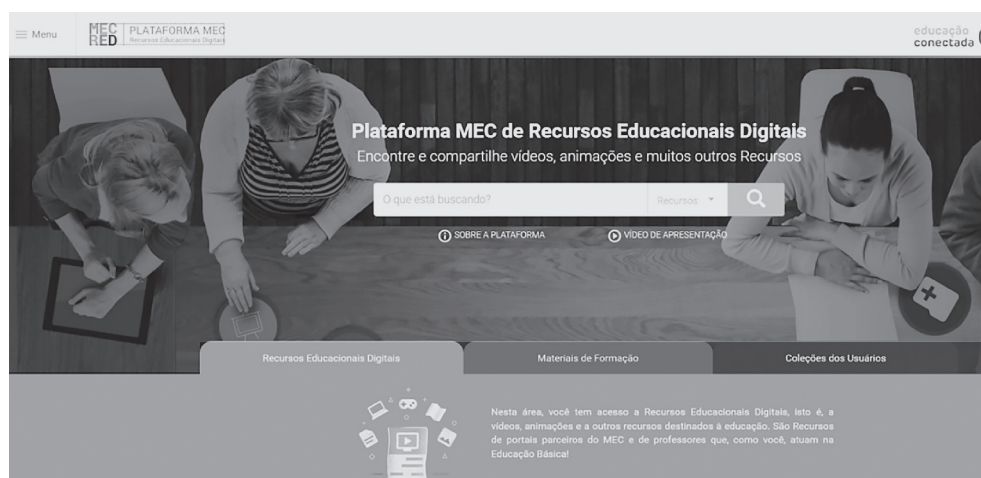 Menu
MEC RED
PLATAFORMA MEC
Recursos Educacionais Digitais
educação
conectada
Plataforma MEC de Recursos Educacionais Digitais
Encontre e compartilhe vídeos, animações e muitos outros Recursos
O que está buscando?
Recursos
SOBRE A PLATAFORMA
VÍDEO DE APRESENTAÇÃO
Recursos Educacionais Digitais
Materiais de Formação
Coleções dos Usuários
Nesta área, você tem acesso a Recursos Educacionais Digitais, isto é, a
vídeos, animações e a outros recursos destinados à educação. São Recursos
de portais parceiros do MEC e de professores que, como você, atuam na
Educação Básica!